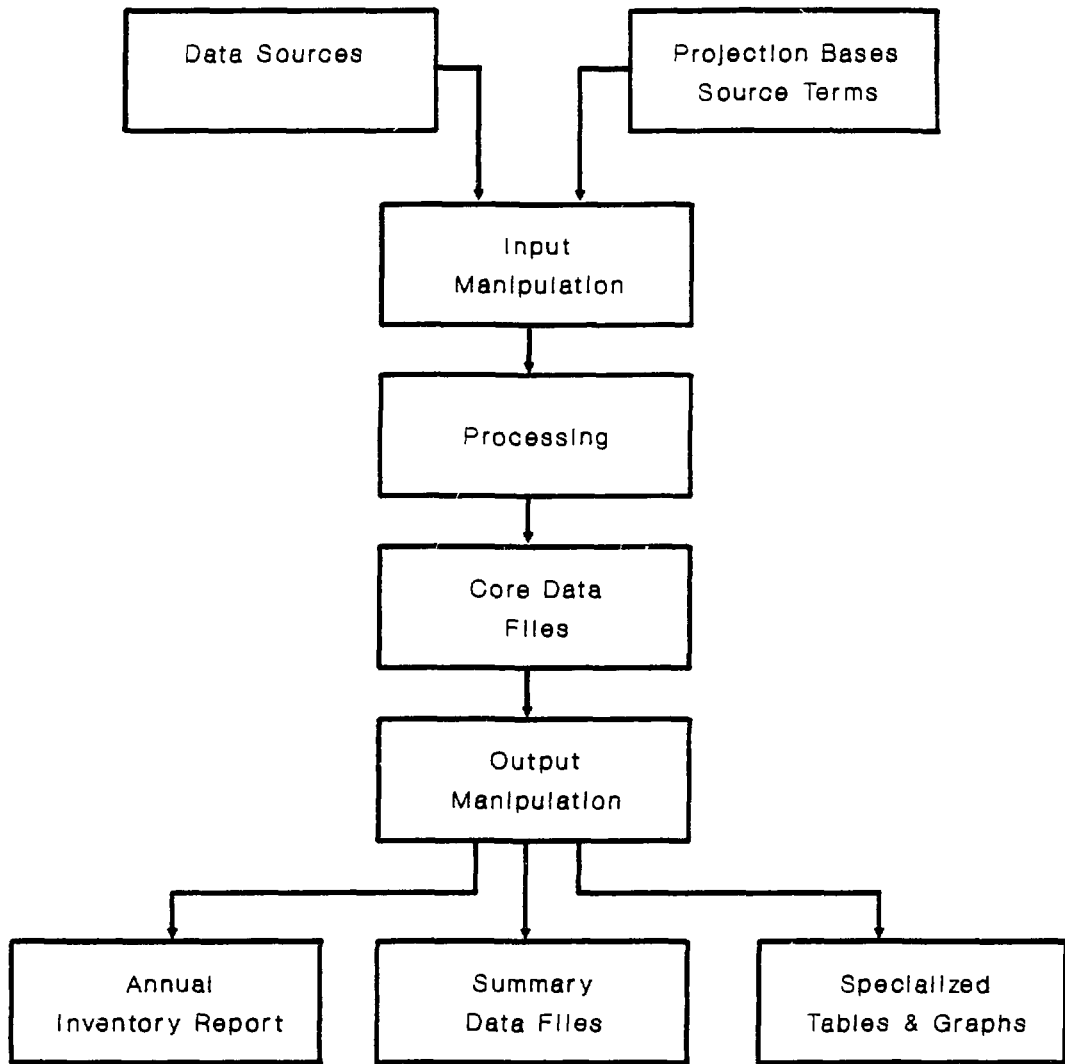 Data Sources
Projection Bases
Source Terms
Input
Manipulation
Processing
Core Data
Files
Output
Manipulation
Annual
Inventory Report
Summary
Data Files
Specialized
Tables & Graphs